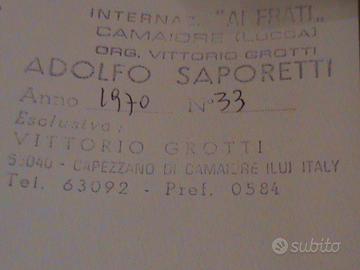 INTERNAZ. "AI FRATI"
CAMAIORE (LUCCA)
ORG. VITTORIO GROTTI
ADOLFO SAPORETTI
Anno 1970 N° 33
Esclusiva:
VITTORIO GROTTI
55040 - CAPEZZANO DI CAMAIORE (LU) ITALY
Tel. 63092 - Pref. 0584
subito